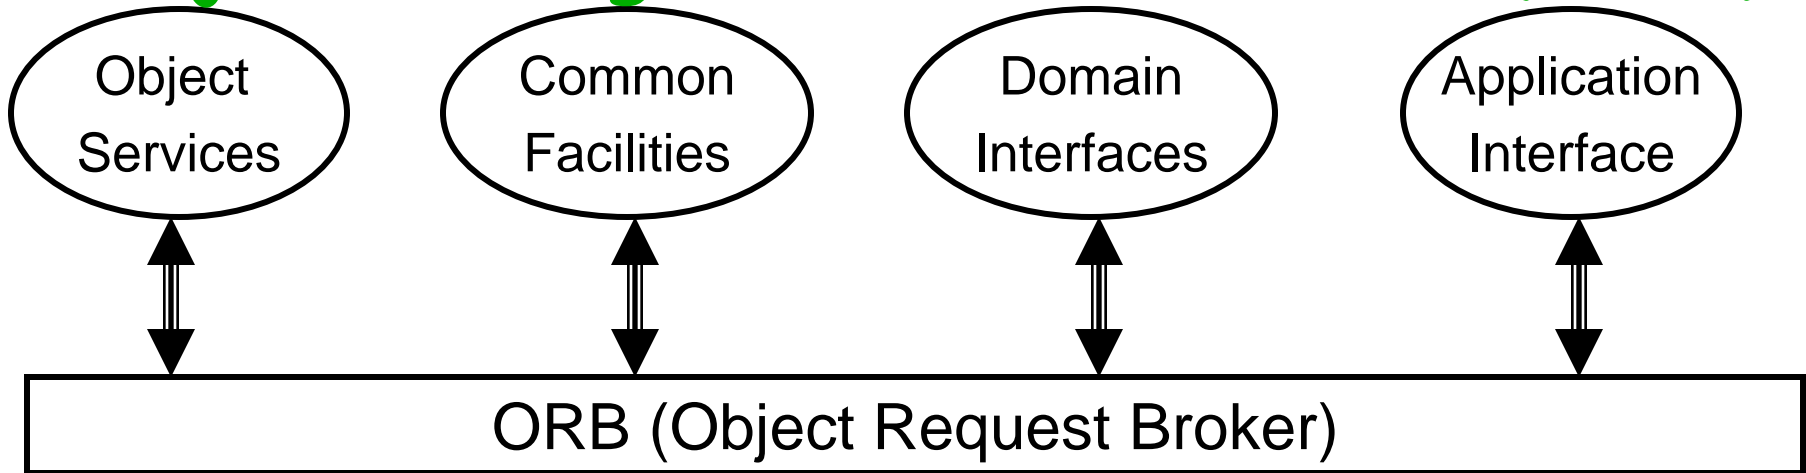 Object
Services
Common
Facilities
Domain
Interfaces
Application
Interface
ORB (Object Request Broker)